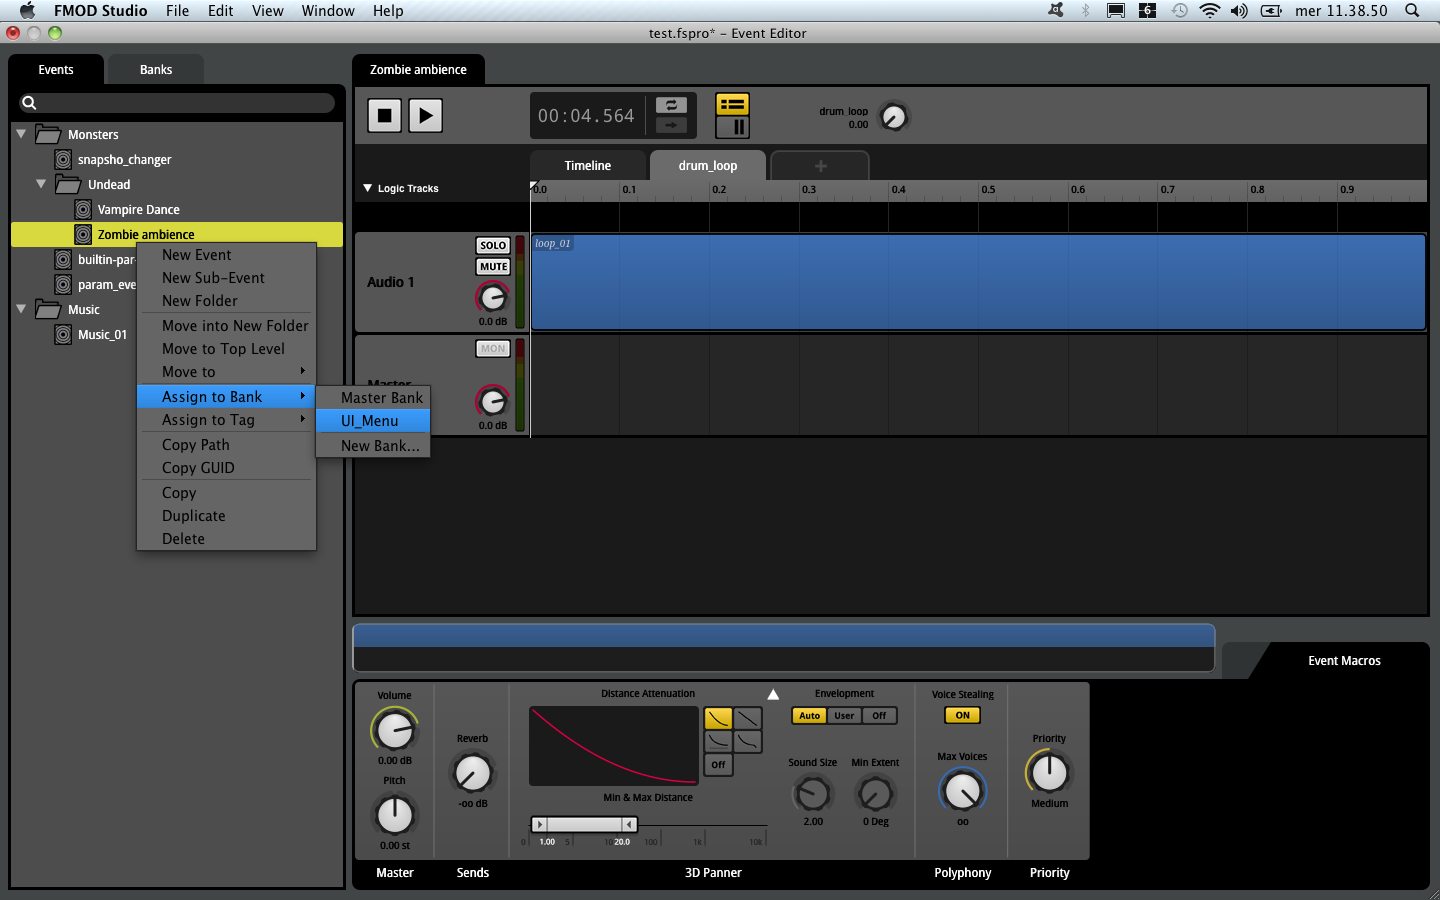 FMOD Studio File Edit View Window Help 6 mer 11.38.50
test.fspro* – Event Editor
Events Banks
Zombie ambience
00:04.564
drum_loop
0.00
Monsters
snapsho_changer
Undead
Vampire Dance
Zombie ambience
builtin-par
param_eve
Music
Music_01
New Event
New Sub-Event
New Folder
Move into New Folder
Move to Top Level
Move to
Assign to Bank
Assign to Tag
Copy Path
Copy GUID
Copy
Duplicate
Delete
Master Bank
UI_Menu
New Bank...
Timeline drum_loop +
Logic Tracks
0.0 0.1 0.2 0.3 0.4 0.5 0.6 0.7 0.8 0.9
Audio 1
SOLO
MUTE
0.0 dB
loop_01
Master
MON
0.0 dB
Event Macros
Volume
0.00 dB
Pitch
0.00 st
Master
Reverb
-oo dB
Sends
Distance Attenuation
Off
Min & Max Distance
0 1.00 5 10 20.0 100 1k 10k
Envelopment
Auto User Off
Sound Size Min Extent
2.00 0 Deg
3D Panner
Voice Stealing
ON
Max Voices
oo
Polyphony
Priority
Medium
Priority